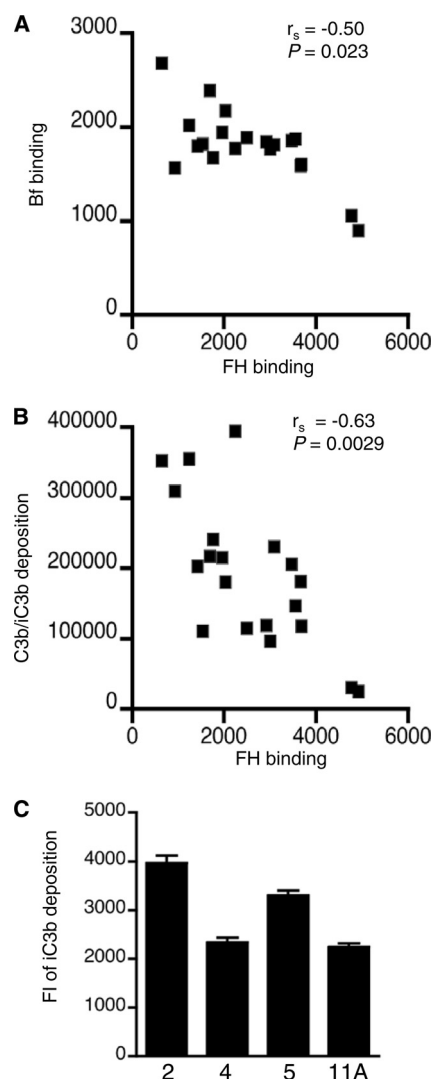 A
r_s = -0.50
P = 0.023
3000
2000
1000
0
Bf binding
0 2000 4000 6000
FH binding
B
r_s = -0.63
P = 0.0029
400000
300000
200000
100000
0
C3b/iC3b deposition
0 2000 4000 6000
FH binding
C
5000
4000
3000
2000
1000
0
FI of iC3b deposition
2 4 5 11A